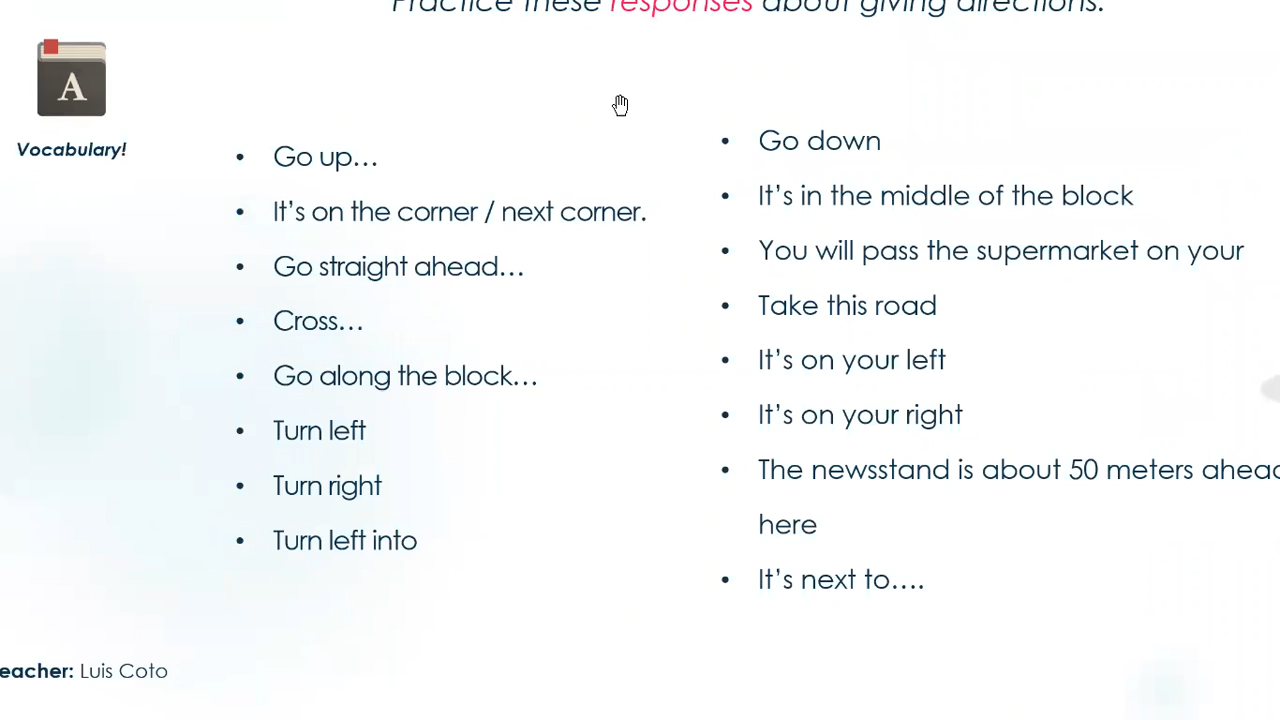 Practice these responses about giving directions.
A
Vocabulary!
• Go up…
• It's on the corner / next corner.
• Go straight ahead…
• Cross…
• Go along the block…
• Turn left
• Turn right
• Turn left into
• Go down
• It's in the middle of the block
• You will pass the supermarket on your
• Take this road
• It's on your left
• It's on your right
• The newsstand is about 50 meters
here
• It's next to….
Luis Coto